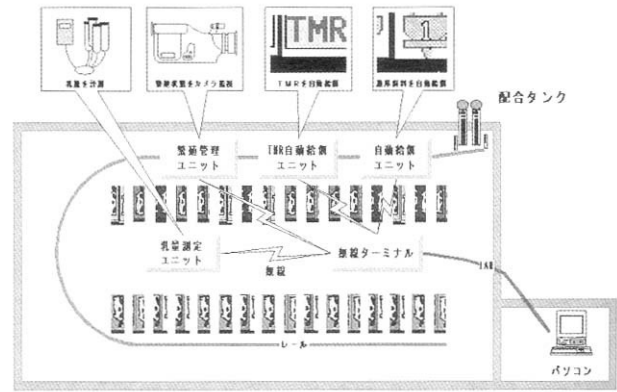 乳量を計測
繁殖状態をカメラ監視
TMR
TMRを自動給餌
1
濃厚飼料を自動給餌
配合タンク
繁殖管理
ユニット
TMR自動給餌
ユニット
自動給餌
ユニット
乳量測定
ユニット
無線
無線ターミナル
LAN
レール
パソコン